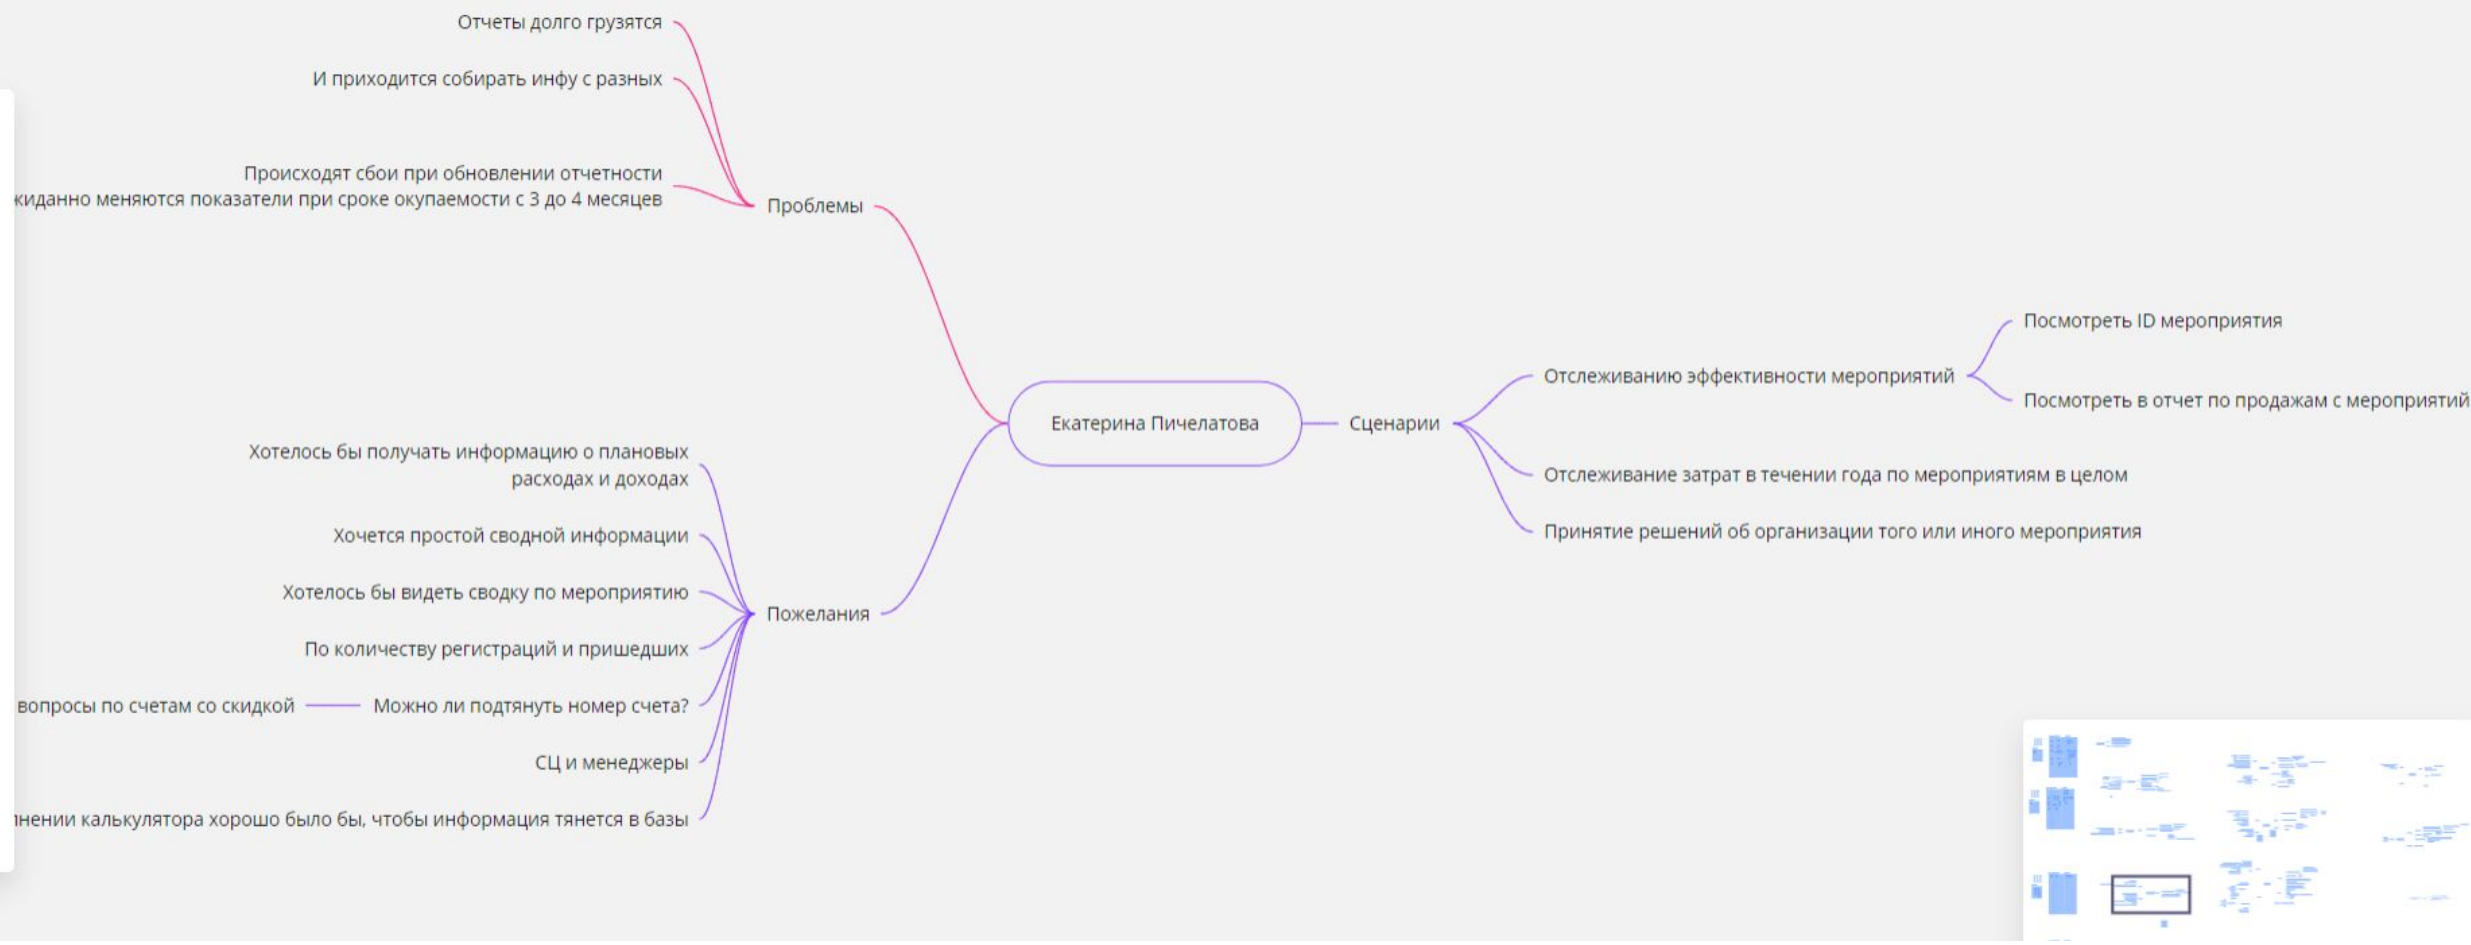 Отчеты долго грузятся
И приходится собирать инфу с разных
Происходят сбои при обновлении отчетности
меняются показатели при сроке окупаемости с 3 до 4 месяцев
Проблемы
Екатерина Пичелатова
Сценарии
Посмотреть ID мероприятия
Отслеживанию эффективности мероприятий
Посмотреть в отчет по продажам с мероприятий
Отслеживание затрат в течении года по мероприятиям в целом
Принятие решений об организации того или иного мероприятия
Хотелось бы получать информацию о плановых
расходах и доходах
Хочется простой сводной информации
Хотелось бы видеть сводку по мероприятию
Пожелания
По количеству регистраций и пришедших
вопросы по счетам со скидкой
Можно ли подтянуть номер счета?
СЦ и менеджеры
калькулятора хорошо было бы, чтобы информация тянется в базы